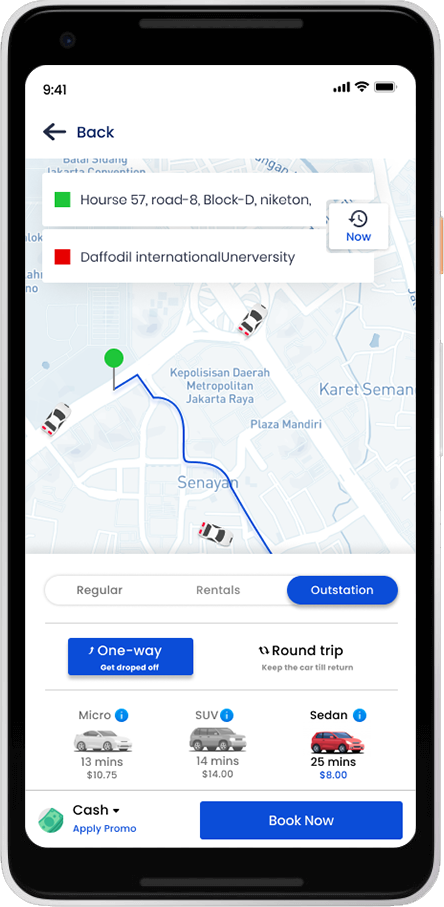 9:41
Back
Balai Sidang
Jakarta Convention
Hourse 57, road-8, Block-D, niketon,
Now
Daffodil internationalUnerversity
Kepolisisan Daerah
Metropolitan
Jakarta Raya
Karet Seman
Plaza Mandiri
Senayan
Regular
Rentals
Outstation
One-way
Get droped off
Round trip
Keep the car till return
Micro
SUV
Sedan
13 mins
14 mins
25 mins
$10.75
$14.00
$8.00
Cash
Apply Promo
Book Now